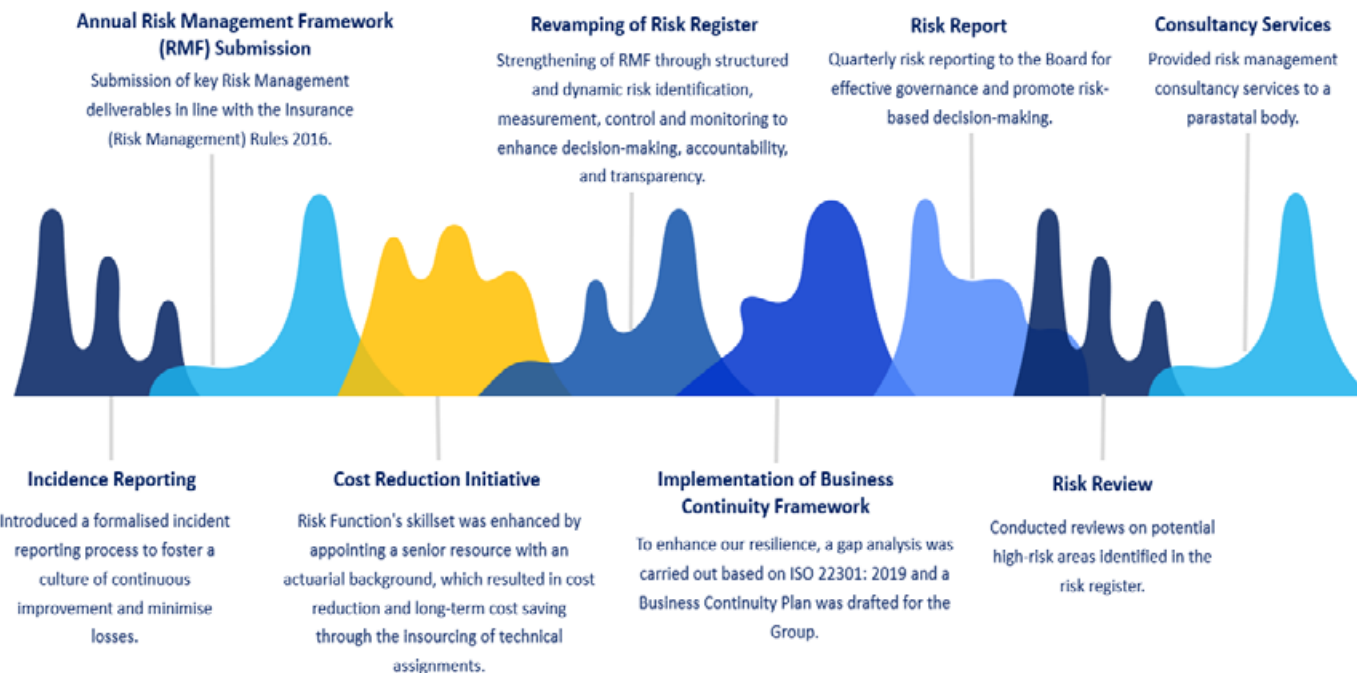 Annual Risk Management Framework
(RMF) Submission
Submission of key Risk Management
deliverables in line with the Insurance
(Risk Management) Rules 2016.
Revamping of Risk Register
Strengthening of RMF through structured
and dynamic risk identification,
measurement, control and monitoring to
enhance decision-making, accountability,
and transparency.
Risk Report
Quarterly risk reporting to the Board for
effective governance and promote risk-
based decision-making.
Consultancy Services
Provided risk management
consultancy services to a
parastatal body.
Incidence Reporting
Introduced a formalised incident
reporting process to foster a
culture of continuous
improvement and minimise
losses.
Cost Reduction Initiative
Risk Function's skillset was enhanced by
appointing a senior resource with an
actuarial background, which resulted in cost
reduction and long-term cost saving
through the insourcing of technical
assignments.
Implementation of Business
Continuity Framework
To enhance our resilience, a gap analysis was
carried out based on ISO 22301: 2019 and a
Business Continuity Plan was drafted for the
Group.
Risk Review
Conducted reviews on potential
high-risk areas identified in the
risk register.